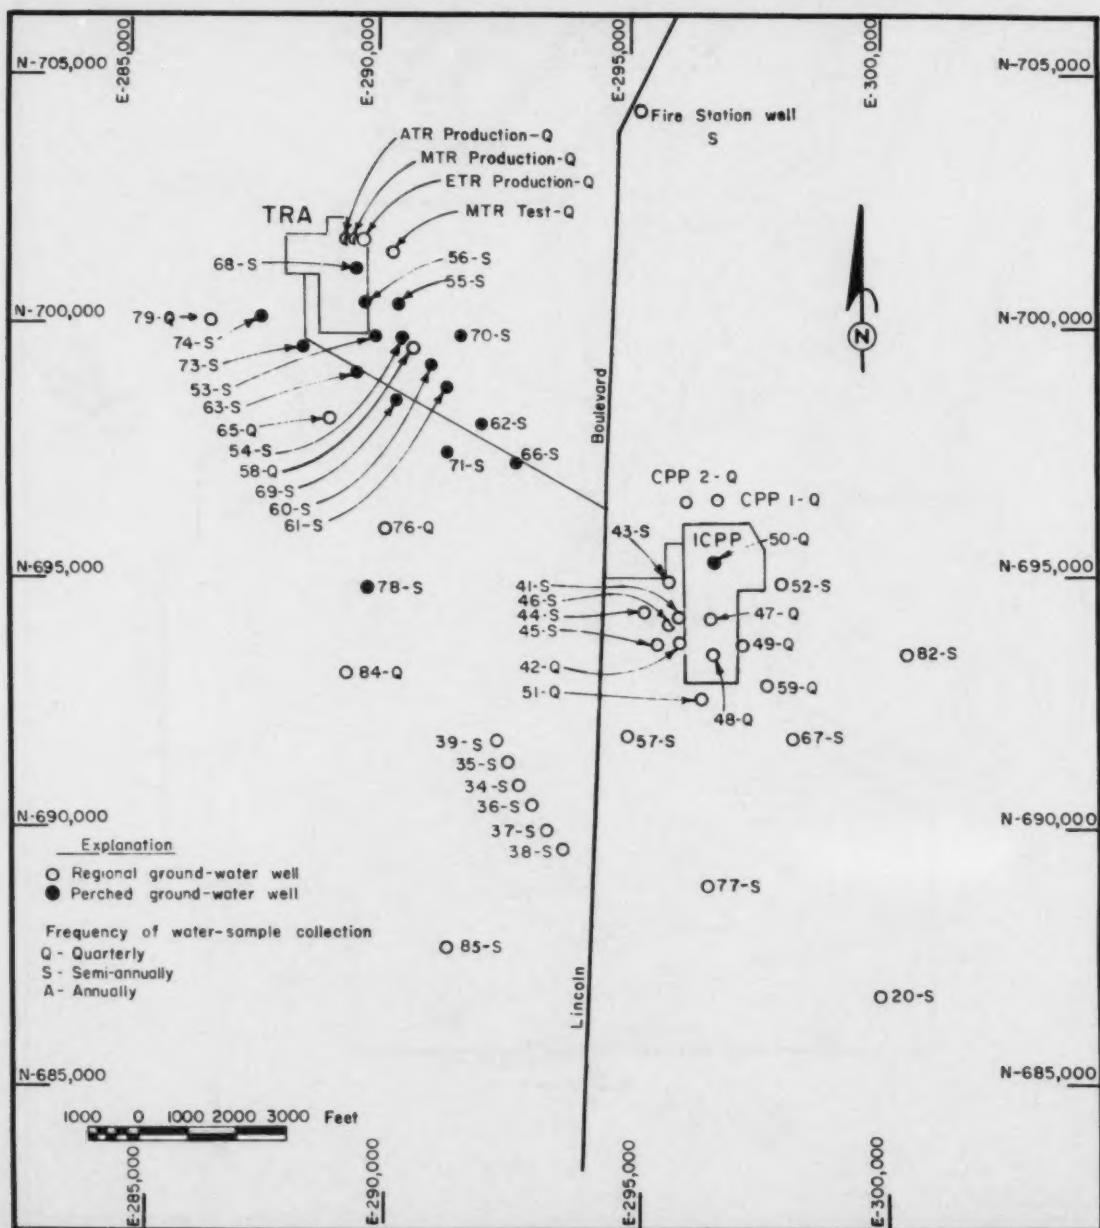 E-285,000
E-290,000
E-295,000
E-300,000
N-705,000
N-705,000
Fire Station well
S
ATR Production-Q
MTR Production-Q
ETR Production-Q
MTR Test-Q
TRA
68-S
56-S
55-S
N-700,000
N-700,000
79-Q
74-S
70-S
73-S
53-S
63-S
65-Q
54-S
58-Q
69-S
60-S
61-S
62-S
71-S
66-S
N
Boulevard
CPP 2-Q
CPP 1-Q
76-Q
43-S
ICPP
50-Q
N-695,000
N-695,000
78-S
41-S
46-S
44-S
45-S
52-S
47-Q
49-Q
82-S
84-Q
42-Q
51-Q
48-Q
59-Q
39-S
57-S
67-S
35-S
34-S
36-S
37-S
38-S
N-690,000
N-690,000
Explanation
Regional ground-water well
Perched ground-water well
77-S
Frequency of water-sample collection
Q - Quarterly
S - Semi-annually
A - Annually
85-S
20-S
Lincoln
N-685,000
N-685,000
1000 0 1000 2000 3000 Feet
E-285,000
E-290,000
E-295,000
E-300,000